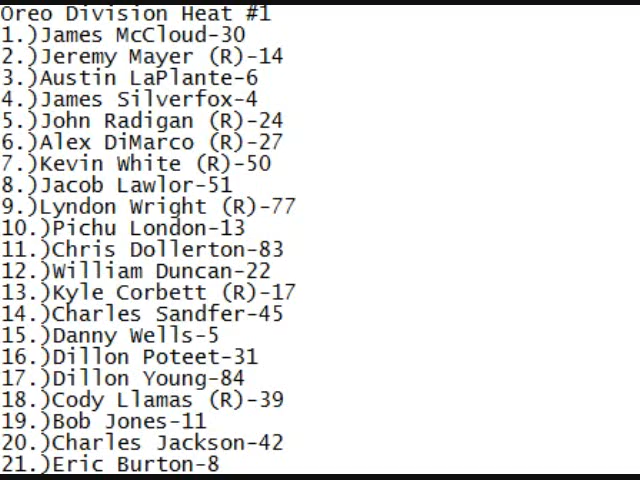 Oreo Division Heat #1
1.)James McCloud-30
2.)Jeremy Mayer (R)-14
3.)Austin LaPlante-6
4.)James Silverfox-4
5.)John Radigan (R)-24
6.)Alex DiMarco (R)-27
7.)Kevin White (R)-50
8.)Jacob Lawlor-51
9.)Lyndon Wright (R)-77
10.)Pichu London-13
11.)Chris Dollerton-83
12.)William Duncan-22
13.)Kyle Corbett (R)-17
14.)Charles Sandfer-45
15.)Danny Wells-5
16.)Dillon Poteet-31
17.)Dillon Young-84
18.)Cody Llamas (R)-39
19.)Bob Jones-11
20.)Charles Jackson-42
21.)Eric Burton-8